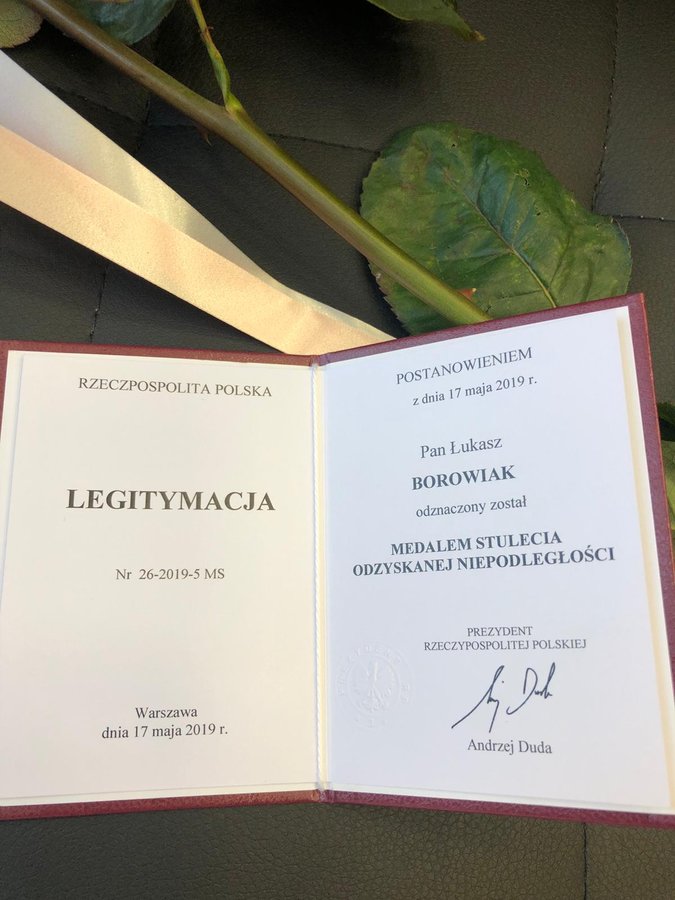 RZECZPOSPOLITA POLSKA
LEGITYMACJA
Nr 26-2019-5 MS
Warszawa
dnia 17 maja 2019 r.
POSTANOWIENIEM
z dnia 17 maja 2019 r.
Pan Łukasz
BOROWIAK
odznaczony został
MEDALEM STULECIA
ODZYSKANEJ NIEPODLEGŁOŚCI
PREZYDENT
RZECZYPOSPOLITEJ POLSKIEJ
Andrzej Duda